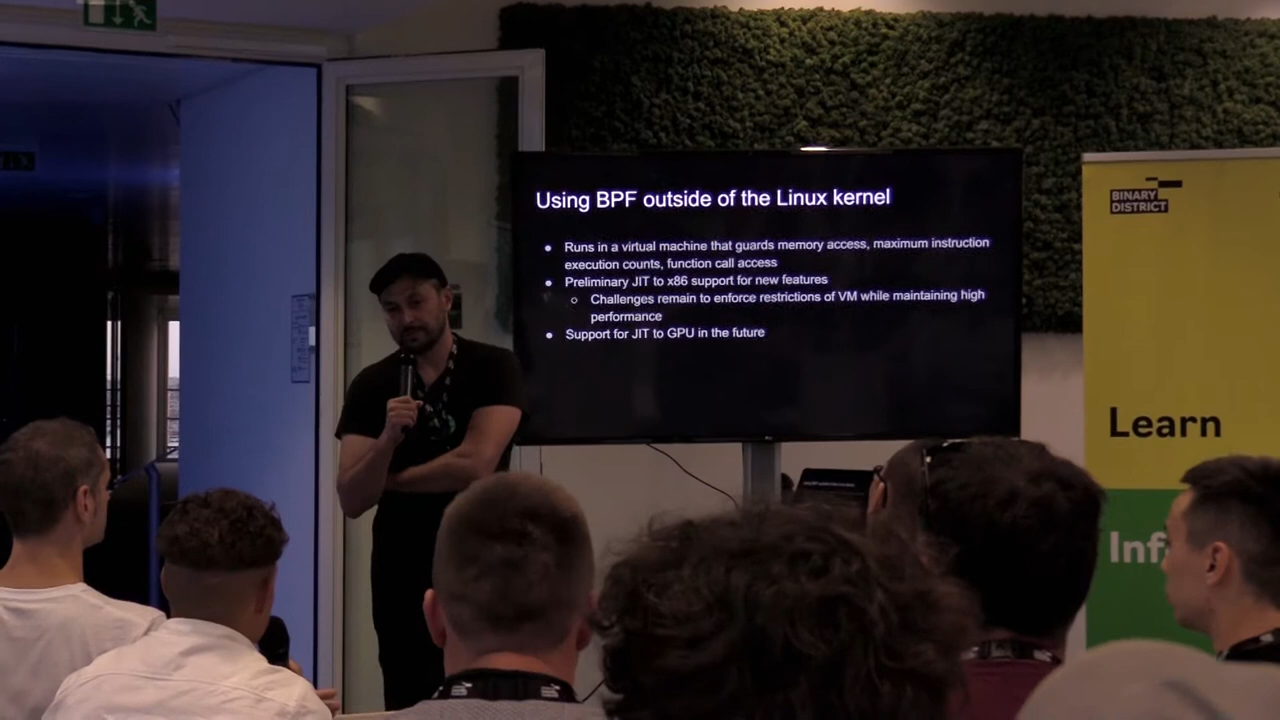 Using BPF outside of the Linux kernel
● Runs in a virtual machine that guards memory access, maximum instruction
execution counts, function call access
● Preliminary JIT to x86 support for new features
○ Challenges remain to enforce restrictions of VM while maintaining high
performance
● Support for JIT to GPU in the future
BINARY
DISTRICT
Learn